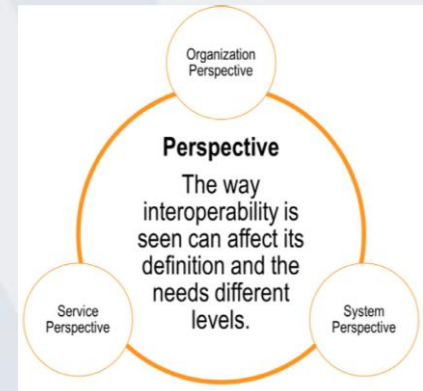 Organization
Perspective
Perspective
The way
interoperability is
seen can affect its
definition and the
needs different
levels.
Service
Perspective
System
Perspective